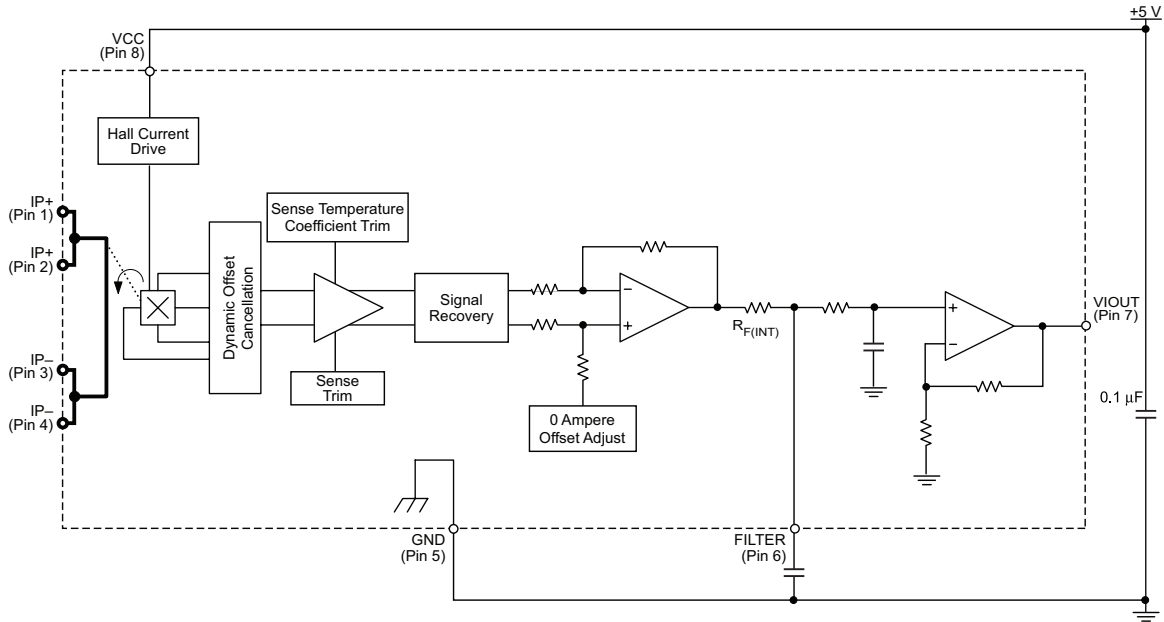 +5 V
VCC
(Pin 8)
Hall Current
Drive
IP+
(Pin 1)
IP+
(Pin 2)
IP–
(Pin 3)
IP–
(Pin 4)
Dynamic Offset
Cancellation
Sense Temperature
Coefficient Trim
Sense
Trim
Signal
Recovery
0 Ampere
Offset Adjust
RF(INT)
VIOUT
(Pin 7)
0.1 µF
GND
(Pin 5)
FILTER
(Pin 6)